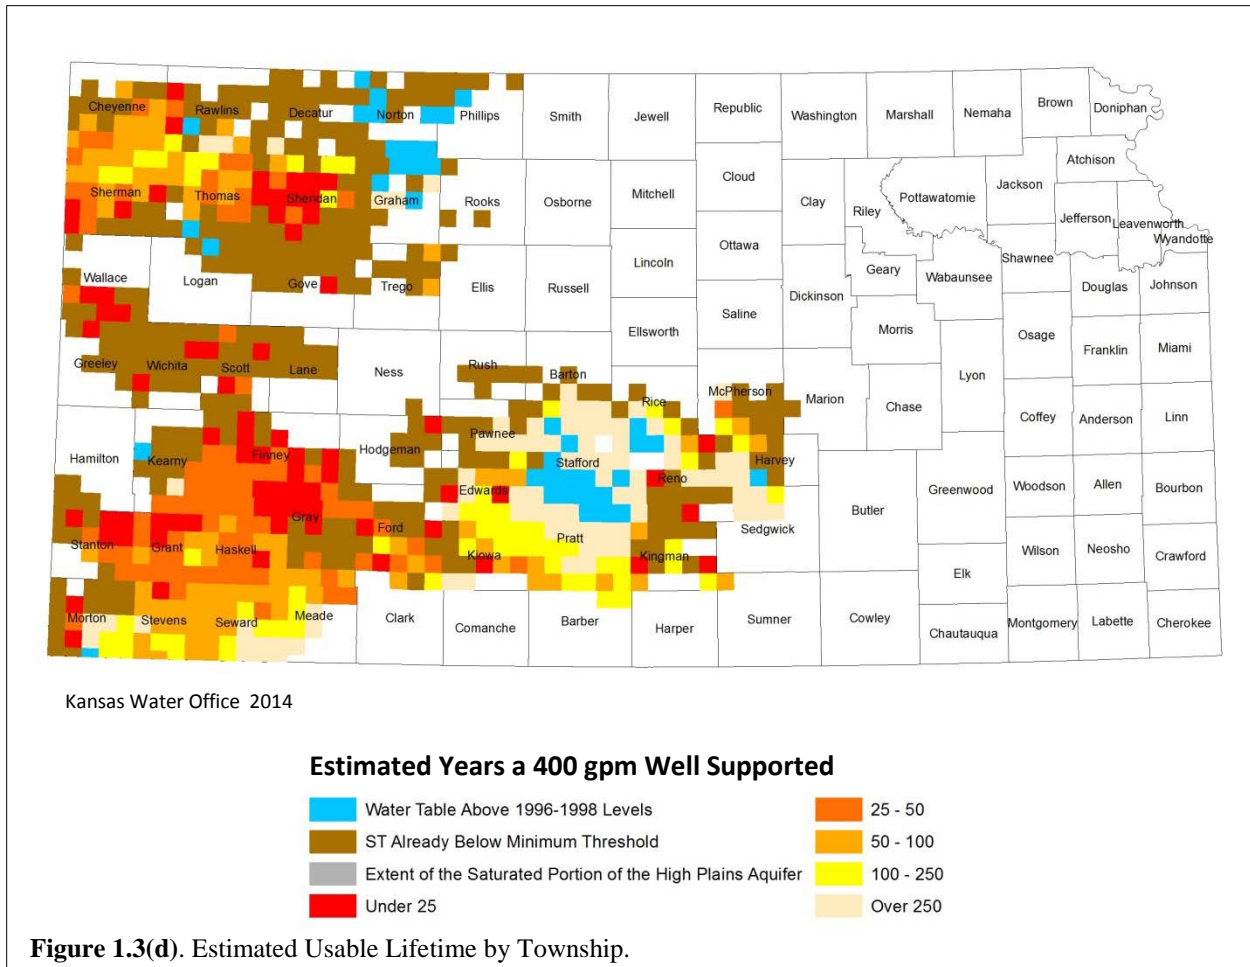 Cheyenne Rawlins Decatur Norton Phillips Smith Jewell Republic Washington Marshall Nemaha Brown Doniphan
Atchison
Sherman Thomas Sheridan Graham Rooks Osborne Mitchell Cloud Clay Riley Pottawatomie Jackson Jefferson Leavenworth Wyandotte
Ottawa
Wallace Logan Gove Trego Ellis Russell Lincoln Dickinson Geary Wabaunsee Shawnee Douglas Johnson
Saline
Ellsworth Morris Osage Franklin Miami
Greeley Wichita Scott Lane Ness Rush Barton Rice McPherson Marion Chase Lyon
Coffey Anderson Linn
Hamilton Kearny Finney Hodgeman Pawnee Stafford Reno Harvey
Edwards Greenwood Woodson Allen Bourbon
Stanton Grant Haskell Gray Ford Kiowa Pratt Kingman Sedgwick Butler
Wilson Neosho Crawford
Elk
Morton Stevens Seward Meade Clark Comanche Barber Harper Sumner Cowley Chautauqua Montgomery Labette Cherokee
Kansas Water Office 2014
Estimated Years a 400 gpm Well Supported
Water Table Above 1996-1998 Levels
ST Already Below Minimum Threshold
Extent of the Saturated Portion of the High Plains Aquifer
Under 25
25 - 50
50 - 100
100 - 250
Over 250
Figure 1.3(d). Estimated Usable Lifetime by Township.